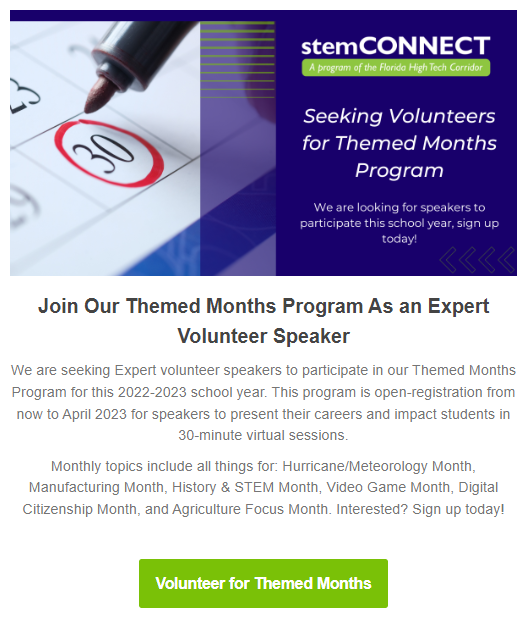 23
30
29
stemCONNECT
A program of the Florida High Tech Corridor
Seeking Volunteers
for Themed Months
Program
We are looking for speakers to
participate this school year, sign up
today!
Join Our Themed Months Program As an Expert
Volunteer Speaker
We are seeking Expert volunteer speakers to participate in our Themed Months
Program for this 2022-2023 school year. This program is open-registration from
now to April 2023 for speakers to present their careers and impact students in
30-minute virtual sessions.
Monthly topics include all things for: Hurricane/Meteorology Month,
Manufacturing Month, History & STEM Month, Video Game Month, Digital
Citizenship Month, and Agriculture Focus Month. Interested? Sign up today!
Volunteer for Themed Months